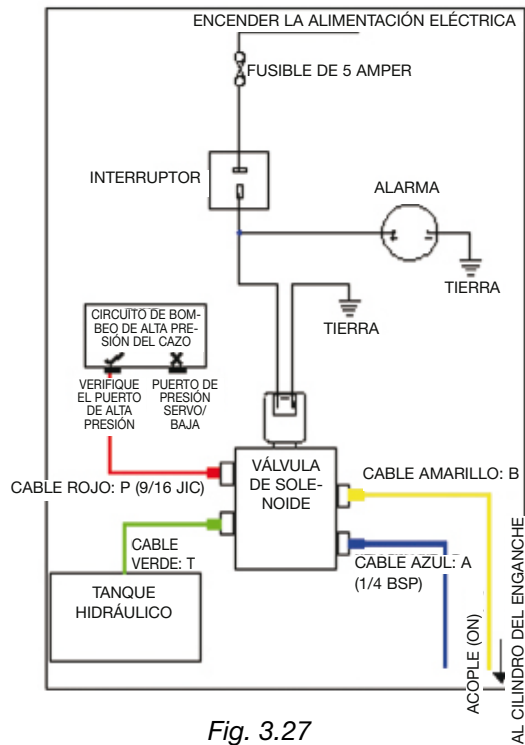 ENCENDER LA ALIMENTACIÓN ELÉCTRICA
FUSIBLE DE 5 AMPER
INTERRUPTOR
ALARMA
TIERRA
TIERRA
CIRCUITO DE BOM-
BEO DE ALTA PRE-
SIÓN DEL CAZO
VERIFIQUE
EL PUERTO
DE ALTA
PRESIÓN
PUERTO DE
PRESIÓN
SERVO/
BAJA
VÁLVULA
DE SOLE-
NOIDE
CABLE ROJO: P (9/16 JIC)
CABLE AMARILLO: B
CABLE
VERDE: T
CABLE AZUL: A
(1/4 BSP)
TANQUE
HIDRÁULICO
ACOPLE (ON)
AL CILINDRO DEL ENGANCHE
Fig. 3.27